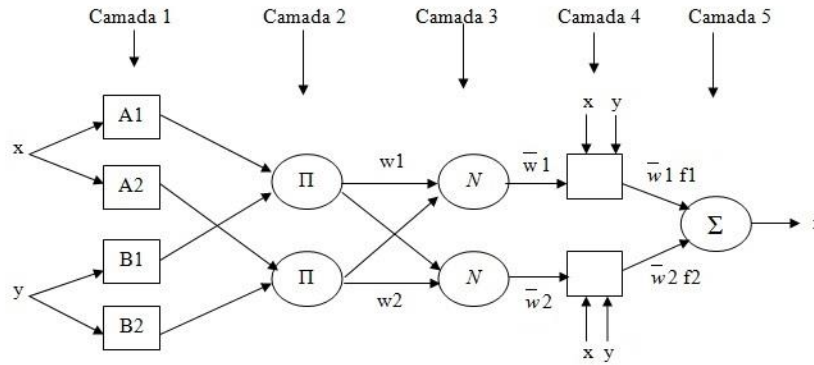 Camada 1 Camada 2 Camada 3 Camada 4 Camada 5
x y
A1
x w1 w̅1 w̅1 f1
A2 Π N
Σ
B1
y Π N w̅2 f2
w2 w̅2
B2
x y